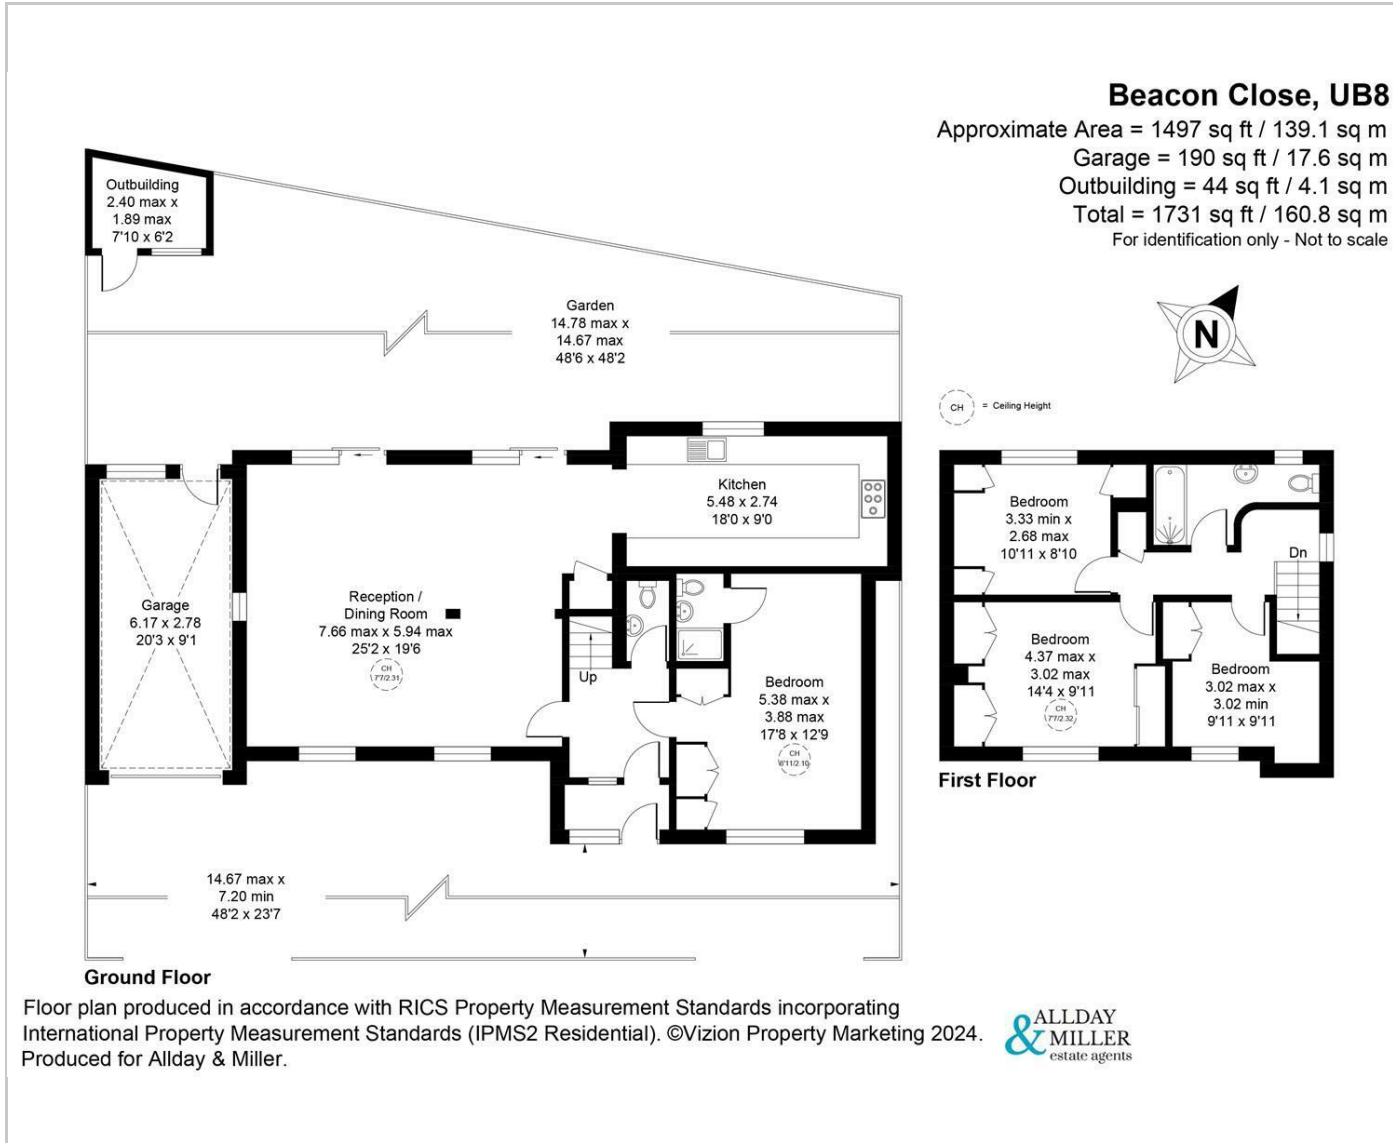 Beacon Close, UB8
Approximate Area = 1497 sq ft / 139.1 sq m
Garage = 190 sq ft / 17.6 sq m
Outbuilding = 44 sq ft / 4.1 sq m
Total = 1731 sq ft / 160.8 sq m
For identification only - Not to scale
N
CH = Ceiling Height
Outbuilding
2.40 max x
1.89 max
7'10 x 6'2
Garden
14.78 max x
14.67 max
48'6 x 48'2
Kitchen
5.48 x 2.74
18'0 x 9'0
Garage
6.17 x 2.78
20'3 x 9'1
Reception /
Dining Room
7.66 max x 5.94 max
25'2 x 19'6
CH
7'7/2.31
Up
Bedroom
5.38 max x
3.88 max
17'8 x 12'9
CH
6'11/2.10
14.67 max x
7.20 min
48'2 x 23'7
Ground Floor
Bedroom
3.33 min x
2.68 max
10'11 x 8'10
Dn
Bedroom
4.37 max x
3.02 max
14'4 x 9'11
CH
7'7/2.32
Bedroom
3.02 max x
3.02 min
9'11 x 9'11
First Floor
Floor plan produced in accordance with RICS Property Measurement Standards incorporating
International Property Measurement Standards (IPMS2 Residential). ©Vizion Property Marketing 2024.
Produced for Allday & Miller.
ALLDAY
& MILLER
estate agents